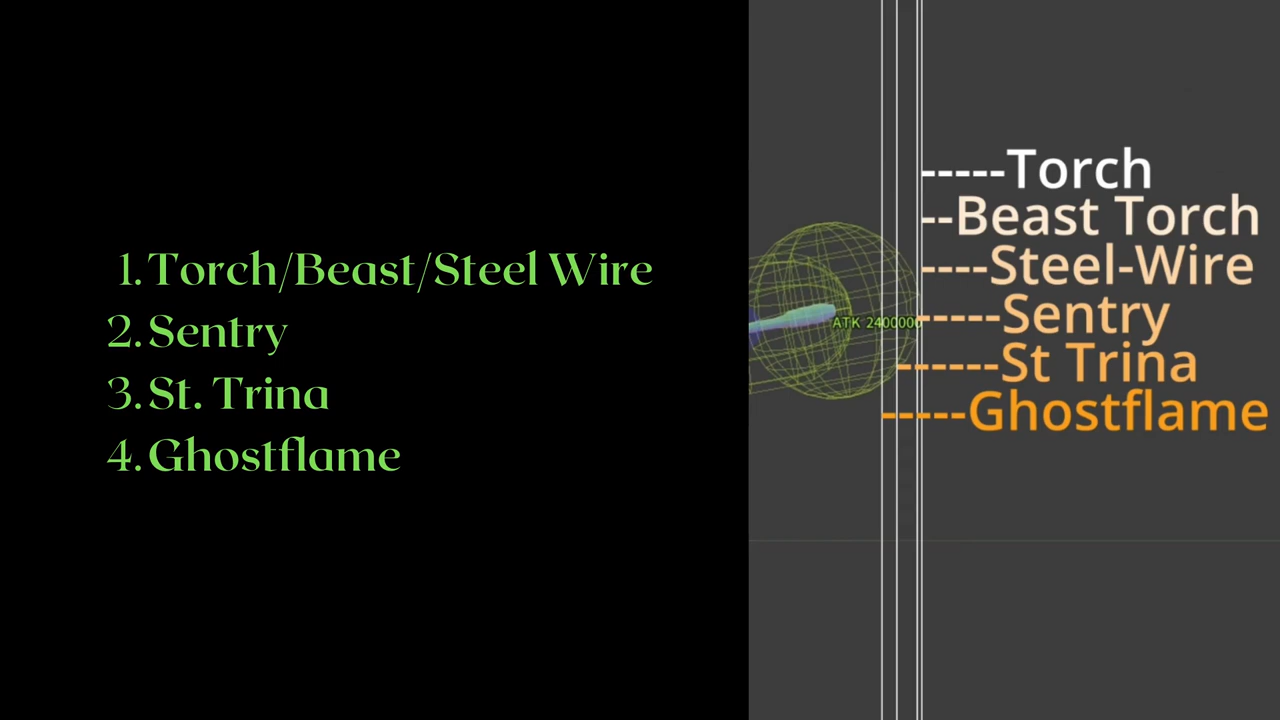 1. Torch/Beast/Steel Wire
2. Sentry
3. St. Trina
4. Ghostflame
-----Torch
--Beast Torch
----Steel-Wire
ATK 2400000
-----Sentry
------St Trina
-----Ghostflame